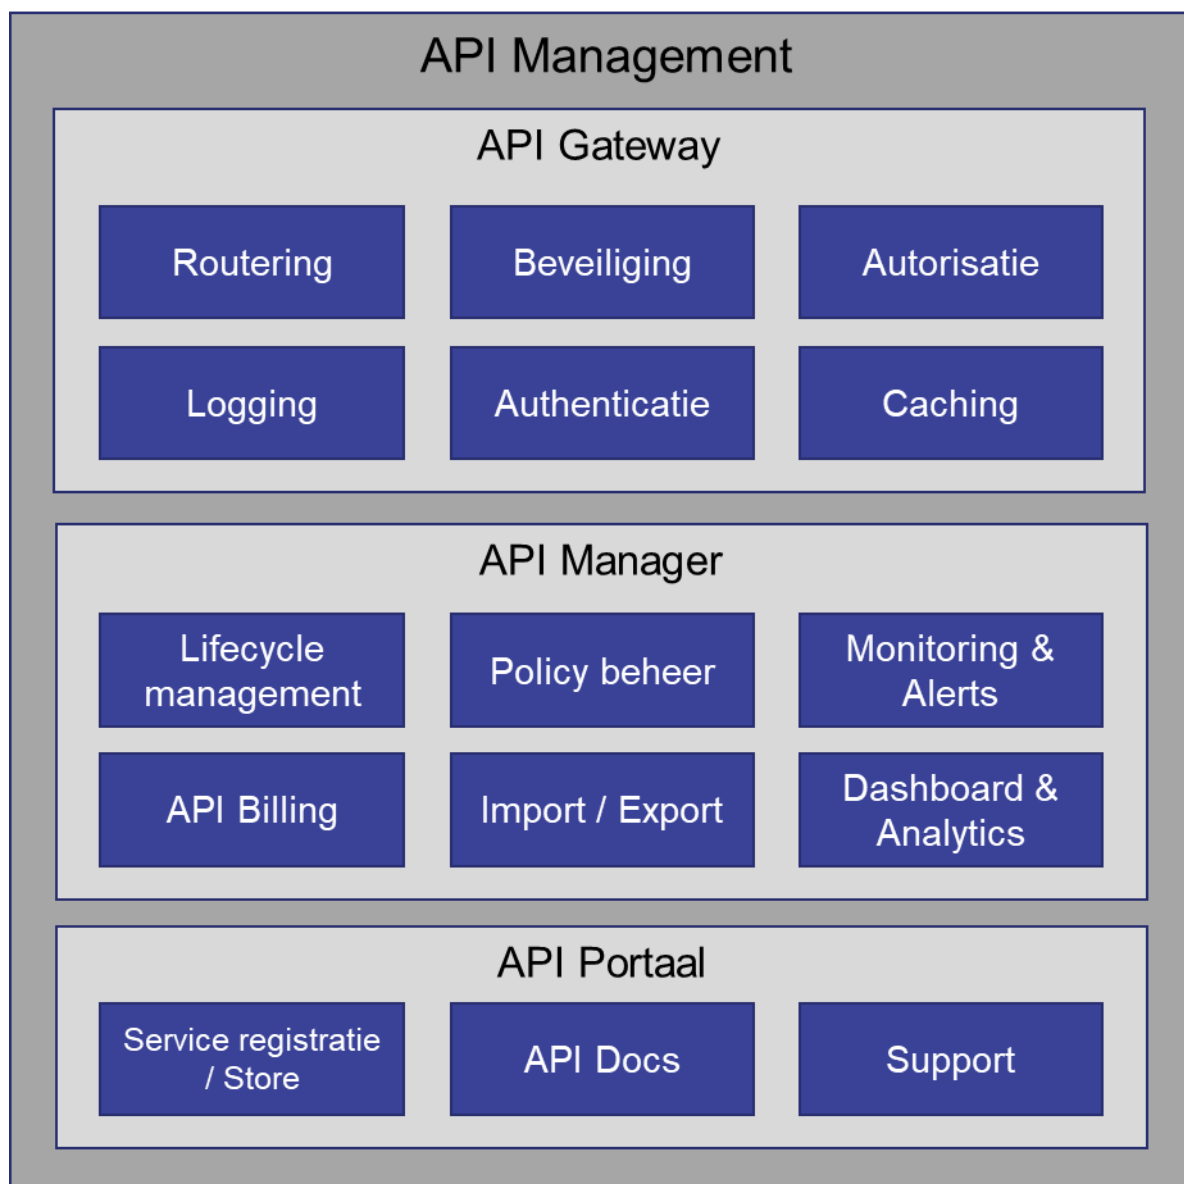 API Management
API Gateway
Routering
Beveiliging
Autorisatie
Logging
Authenticatie
Caching
API Manager
Lifecycle
management
Policy beheer
Monitoring &
Alerts
API Billing
Import / Export
Dashboard &
Analytics
API Portaal
Service registratie
/ Store
API Docs
Support